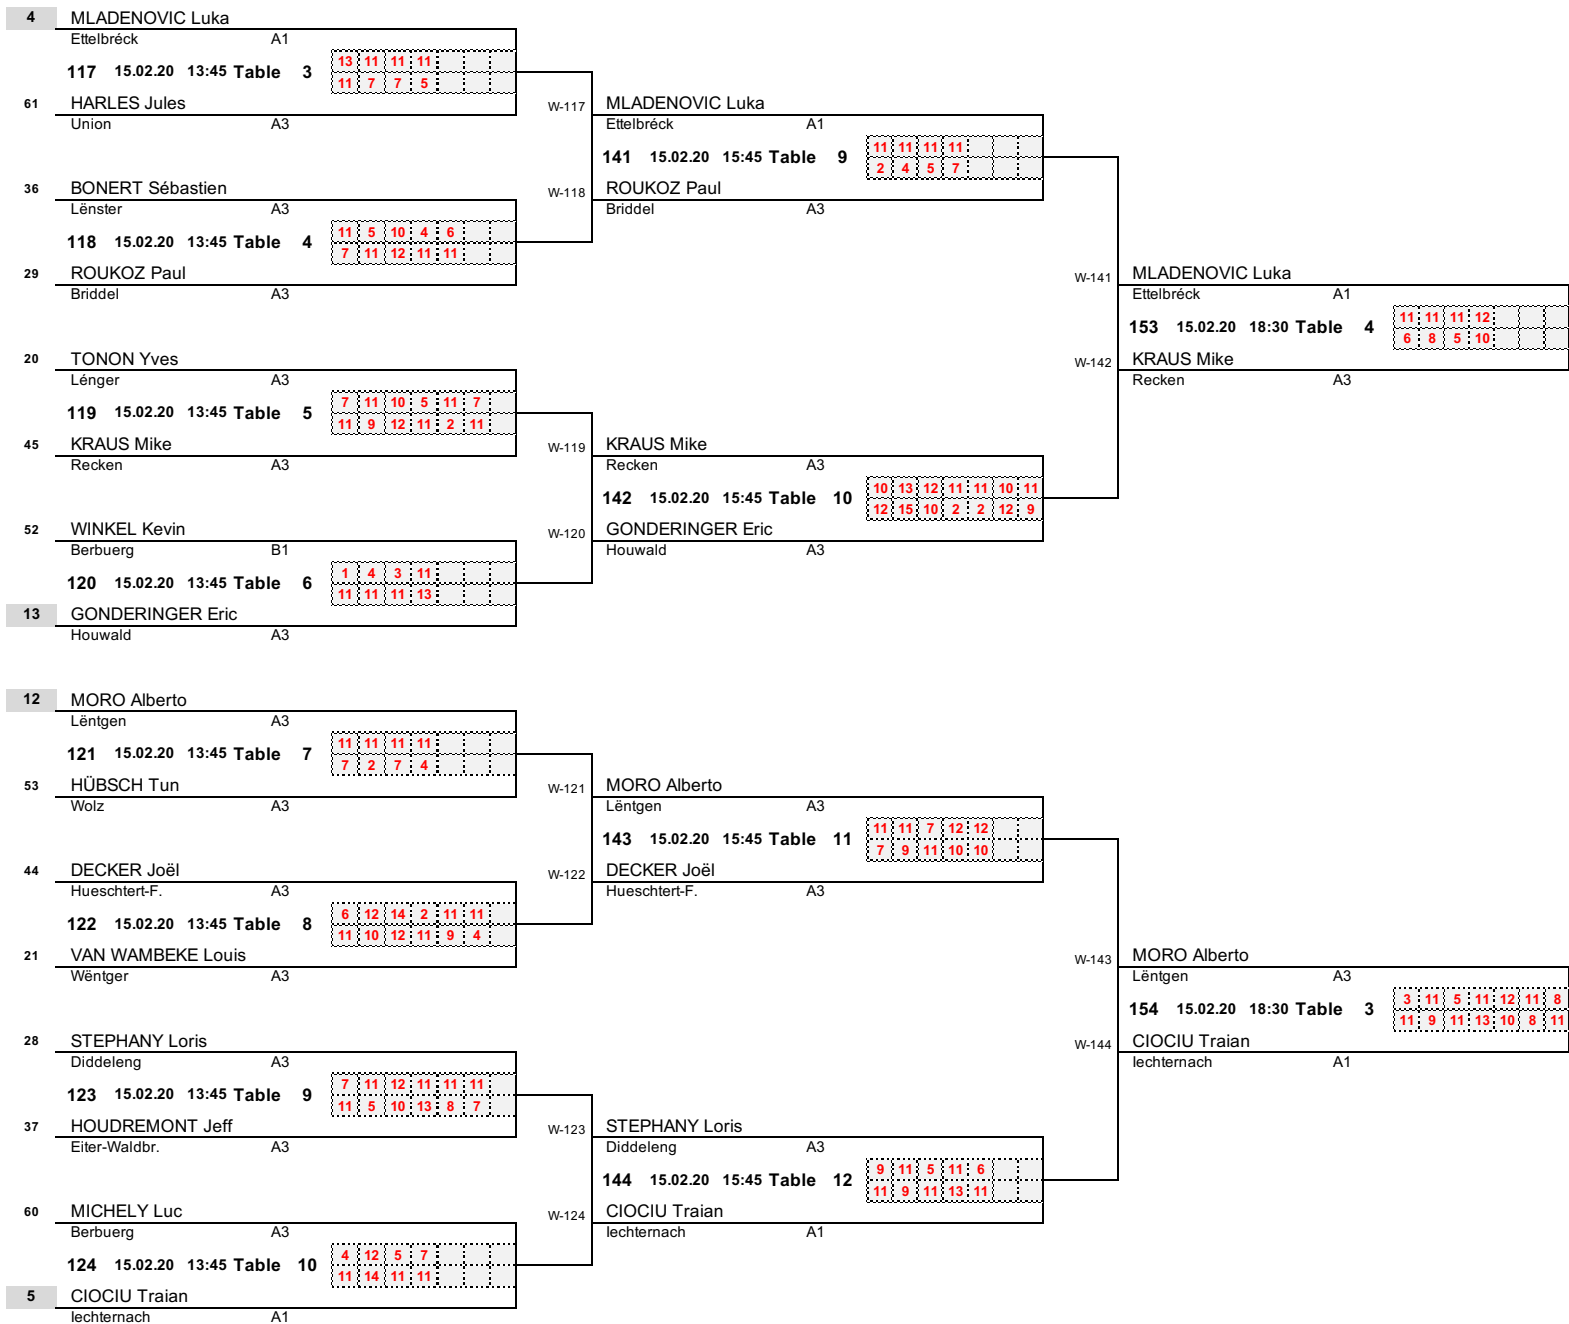 4 MLADENOVIC Luka
Ettelbréck A1
117 15.02.20 13:45 Table 3
13 11 11 11
11 7 7 5
61 HARLES Jules
Union A3
W-117 MLADENOVIC Luka
Ettelbréck A1
141 15.02.20 15:45 Table 9
11 11 11 11
2 4 5 7
36 BONERT Sébastien
Lënster A3
W-118 ROUKOZ Paul
Briddel A3
118 15.02.20 13:45 Table 4
11 5 10 4 6
7 11 12 11 11
29 ROUKOZ Paul
Briddel A3
W-141 MLADENOVIC Luka
Ettelbréck A1
153 15.02.20 18:30 Table 4
11 11 11 12
6 8 5 10
20 TONON Yves
Lénger A3
W-142 KRAUS Mike
Recken A3
119 15.02.20 13:45 Table 5
7 11 10 5 11 7
11 9 12 11 2 11
45 KRAUS Mike
Recken A3
W-119 KRAUS Mike
Recken A3
142 15.02.20 15:45 Table 10
10 13 12 11 11 10 11
12 15 10 2 2 12 9
52 WINKEL Kevin
Berbuerg B1
W-120 GONDERINGER Eric
Houwald A3
120 15.02.20 13:45 Table 6
1 4 3 11
11 11 11 13
13 GONDERINGER Eric
Houwald A3
12 MORO Alberto
Lëntgen A3
121 15.02.20 13:45 Table 7
11 11 11 11
7 2 7 4
53 HÜBSCH Tun
Wolz A3
W-121 MORO Alberto
Lëntgen A3
143 15.02.20 15:45 Table 11
11 11 7 12 12
7 9 11 10 10
44 DECKER Joël
Hueschtert-F. A3
W-122 DECKER Joël
Hueschtert-F. A3
122 15.02.20 13:45 Table 8
6 12 14 2 11 11
11 10 12 11 9 4
21 VAN WAMBEKE Louis
Wëntger A3
W-143 MORO Alberto
Lëntgen A3
154 15.02.20 18:30 Table 3
3 11 5 11 12 11 8
11 9 11 13 10 8 11
28 STEPHANY Loris
Diddeleng A3
W-144 CIOCIU Traian
Iechternach A1
123 15.02.20 13:45 Table 9
7 11 12 11 11 11
11 5 10 13 8 7
37 HOUDREMONT Jeff
Eiter-Waldbr. A3
W-123 STEPHANY Loris
Diddeleng A3
144 15.02.20 15:45 Table 12
9 11 5 11 6
11 9 11 13 11
60 MICHELY Luc
Berbuerg A3
W-124 CIOCIU Traian
Iechternach A1
124 15.02.20 13:45 Table 10
4 12 5 7
11 14 11 11
5 CIOCIU Traian
Iechternach A1